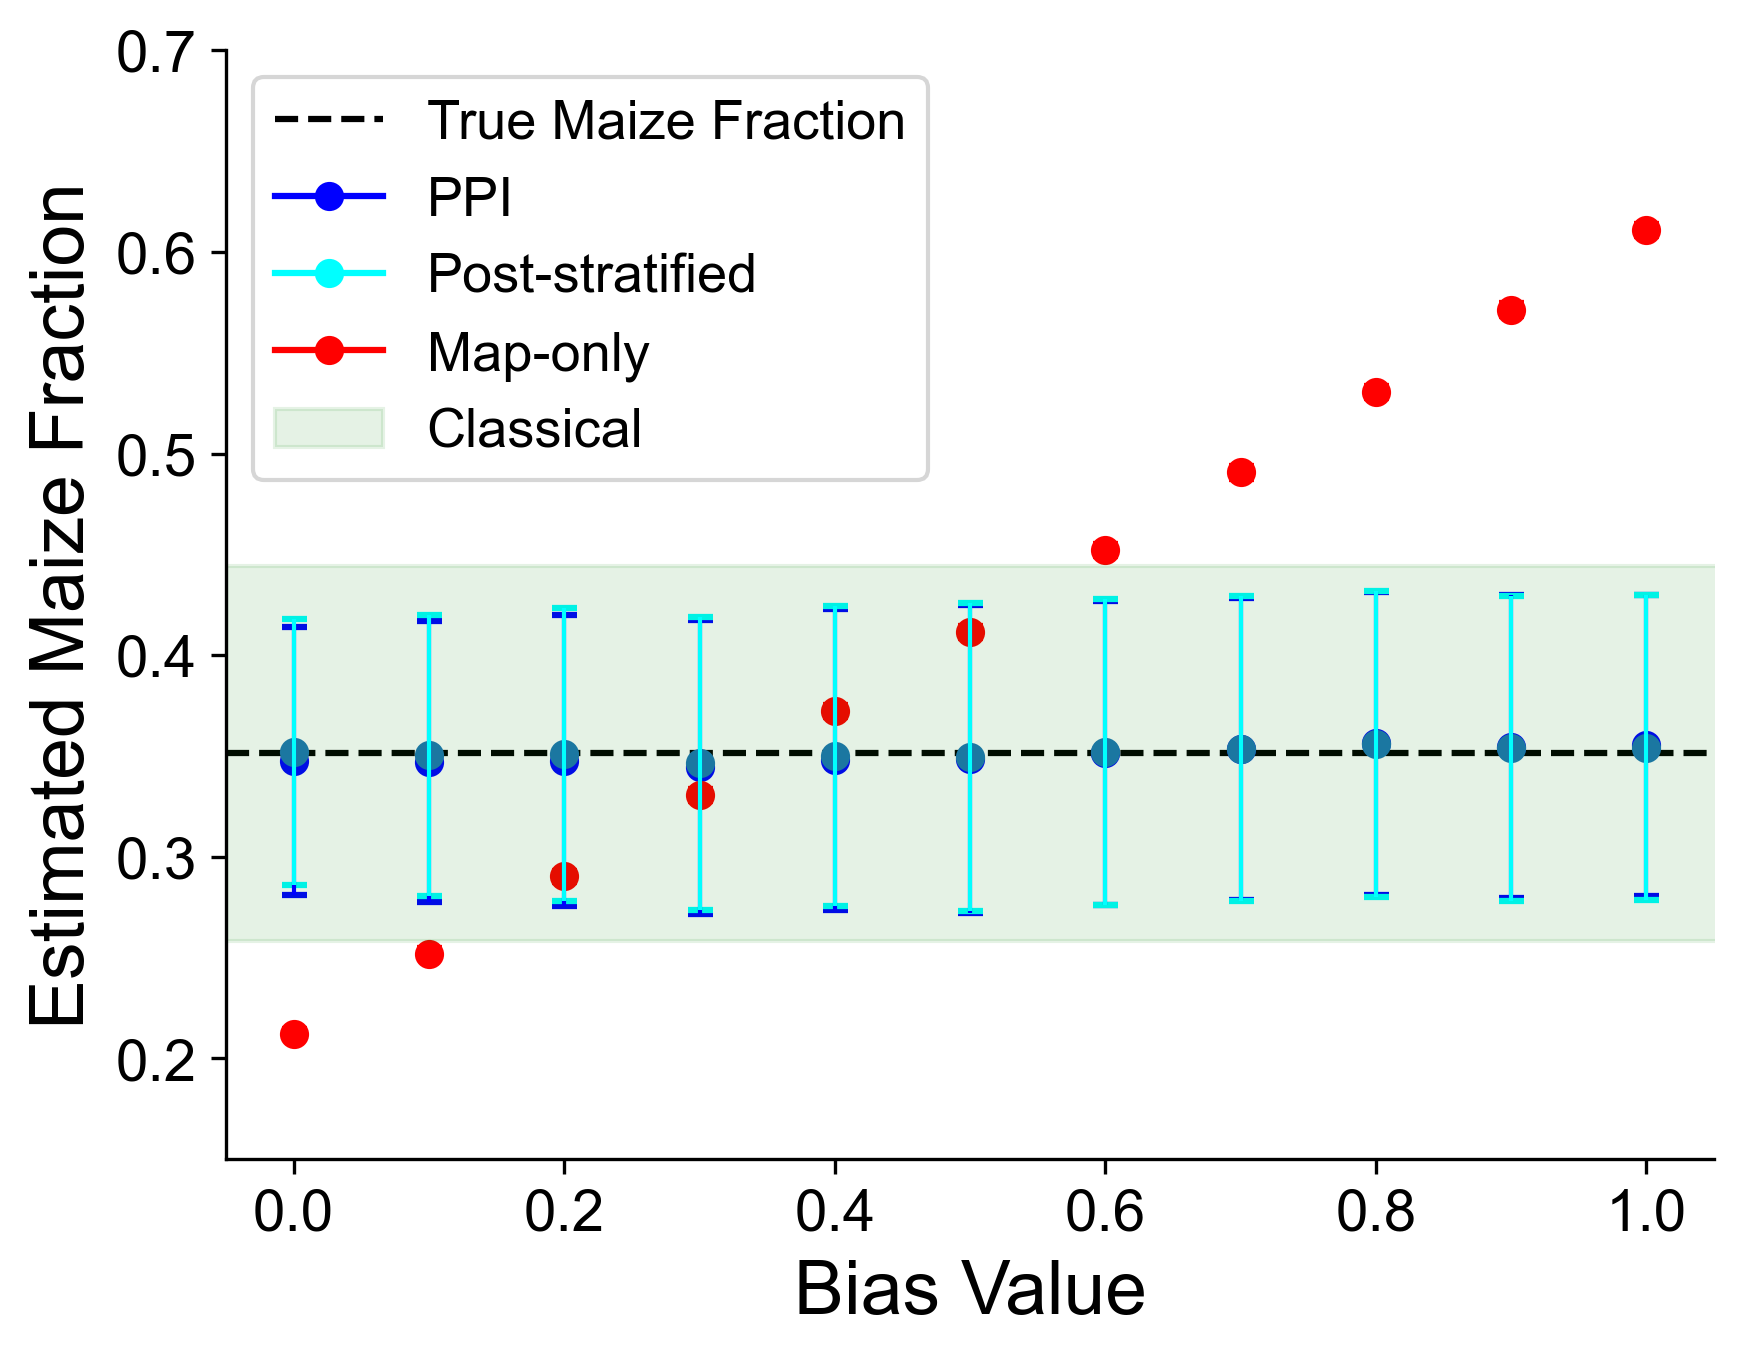 Estimated Maize Fraction
0.7
0.6
0.5
0.4
0.3
0.2
True Maize Fraction
PPI
Post-stratified
Map-only
Classical
0.0 0.2 0.4 0.6 0.8 1.0
Bias Value